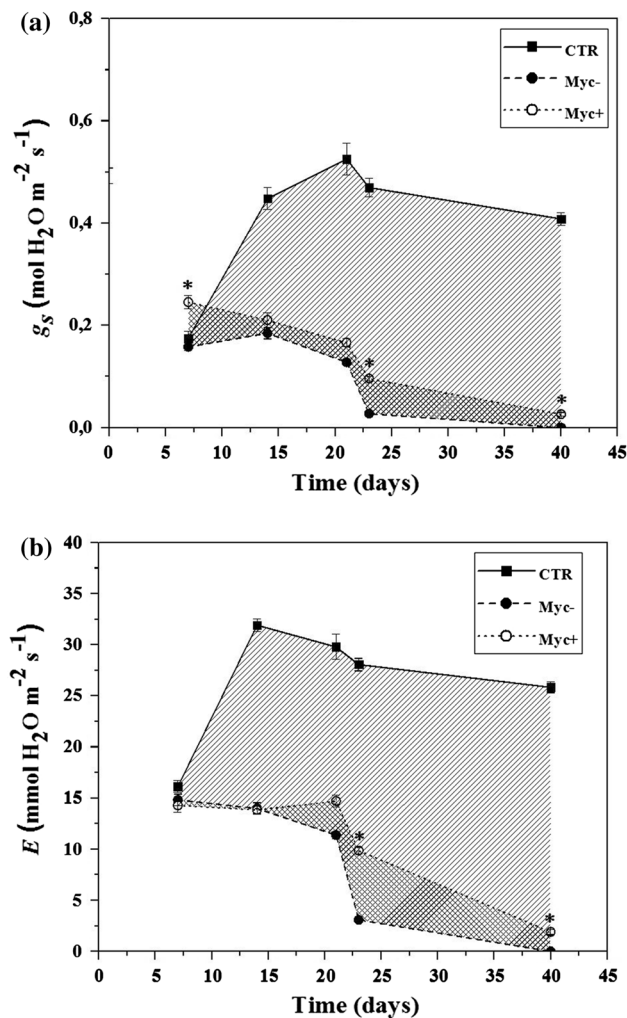 (a)
0,8
0,6
0,4
0,2
0,0
g_s (mol H₂O m⁻² s⁻¹)
CTR
Myc-
Myc+
*
*
*
0 5 10 15 20 25 30 35 40 45
Time (days)
(b)
40
35
30
25
20
15
10
5
0
E (mmol H₂O m⁻² s⁻¹)
CTR
Myc-
Myc+
*
*
0 5 10 15 20 25 30 35 40 45
Time (days)